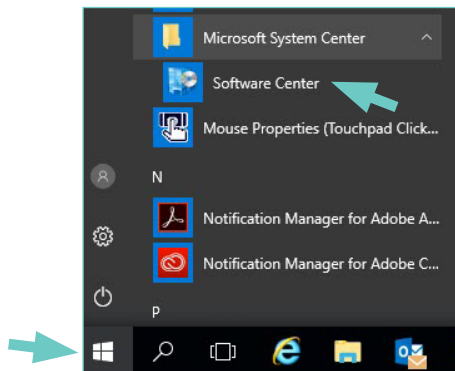 Microsoft System Center
Software Center
Mouse Properties (Touchpad Click...
N
Notification Manager for Adobe A...
Notification Manager for Adobe C...
P